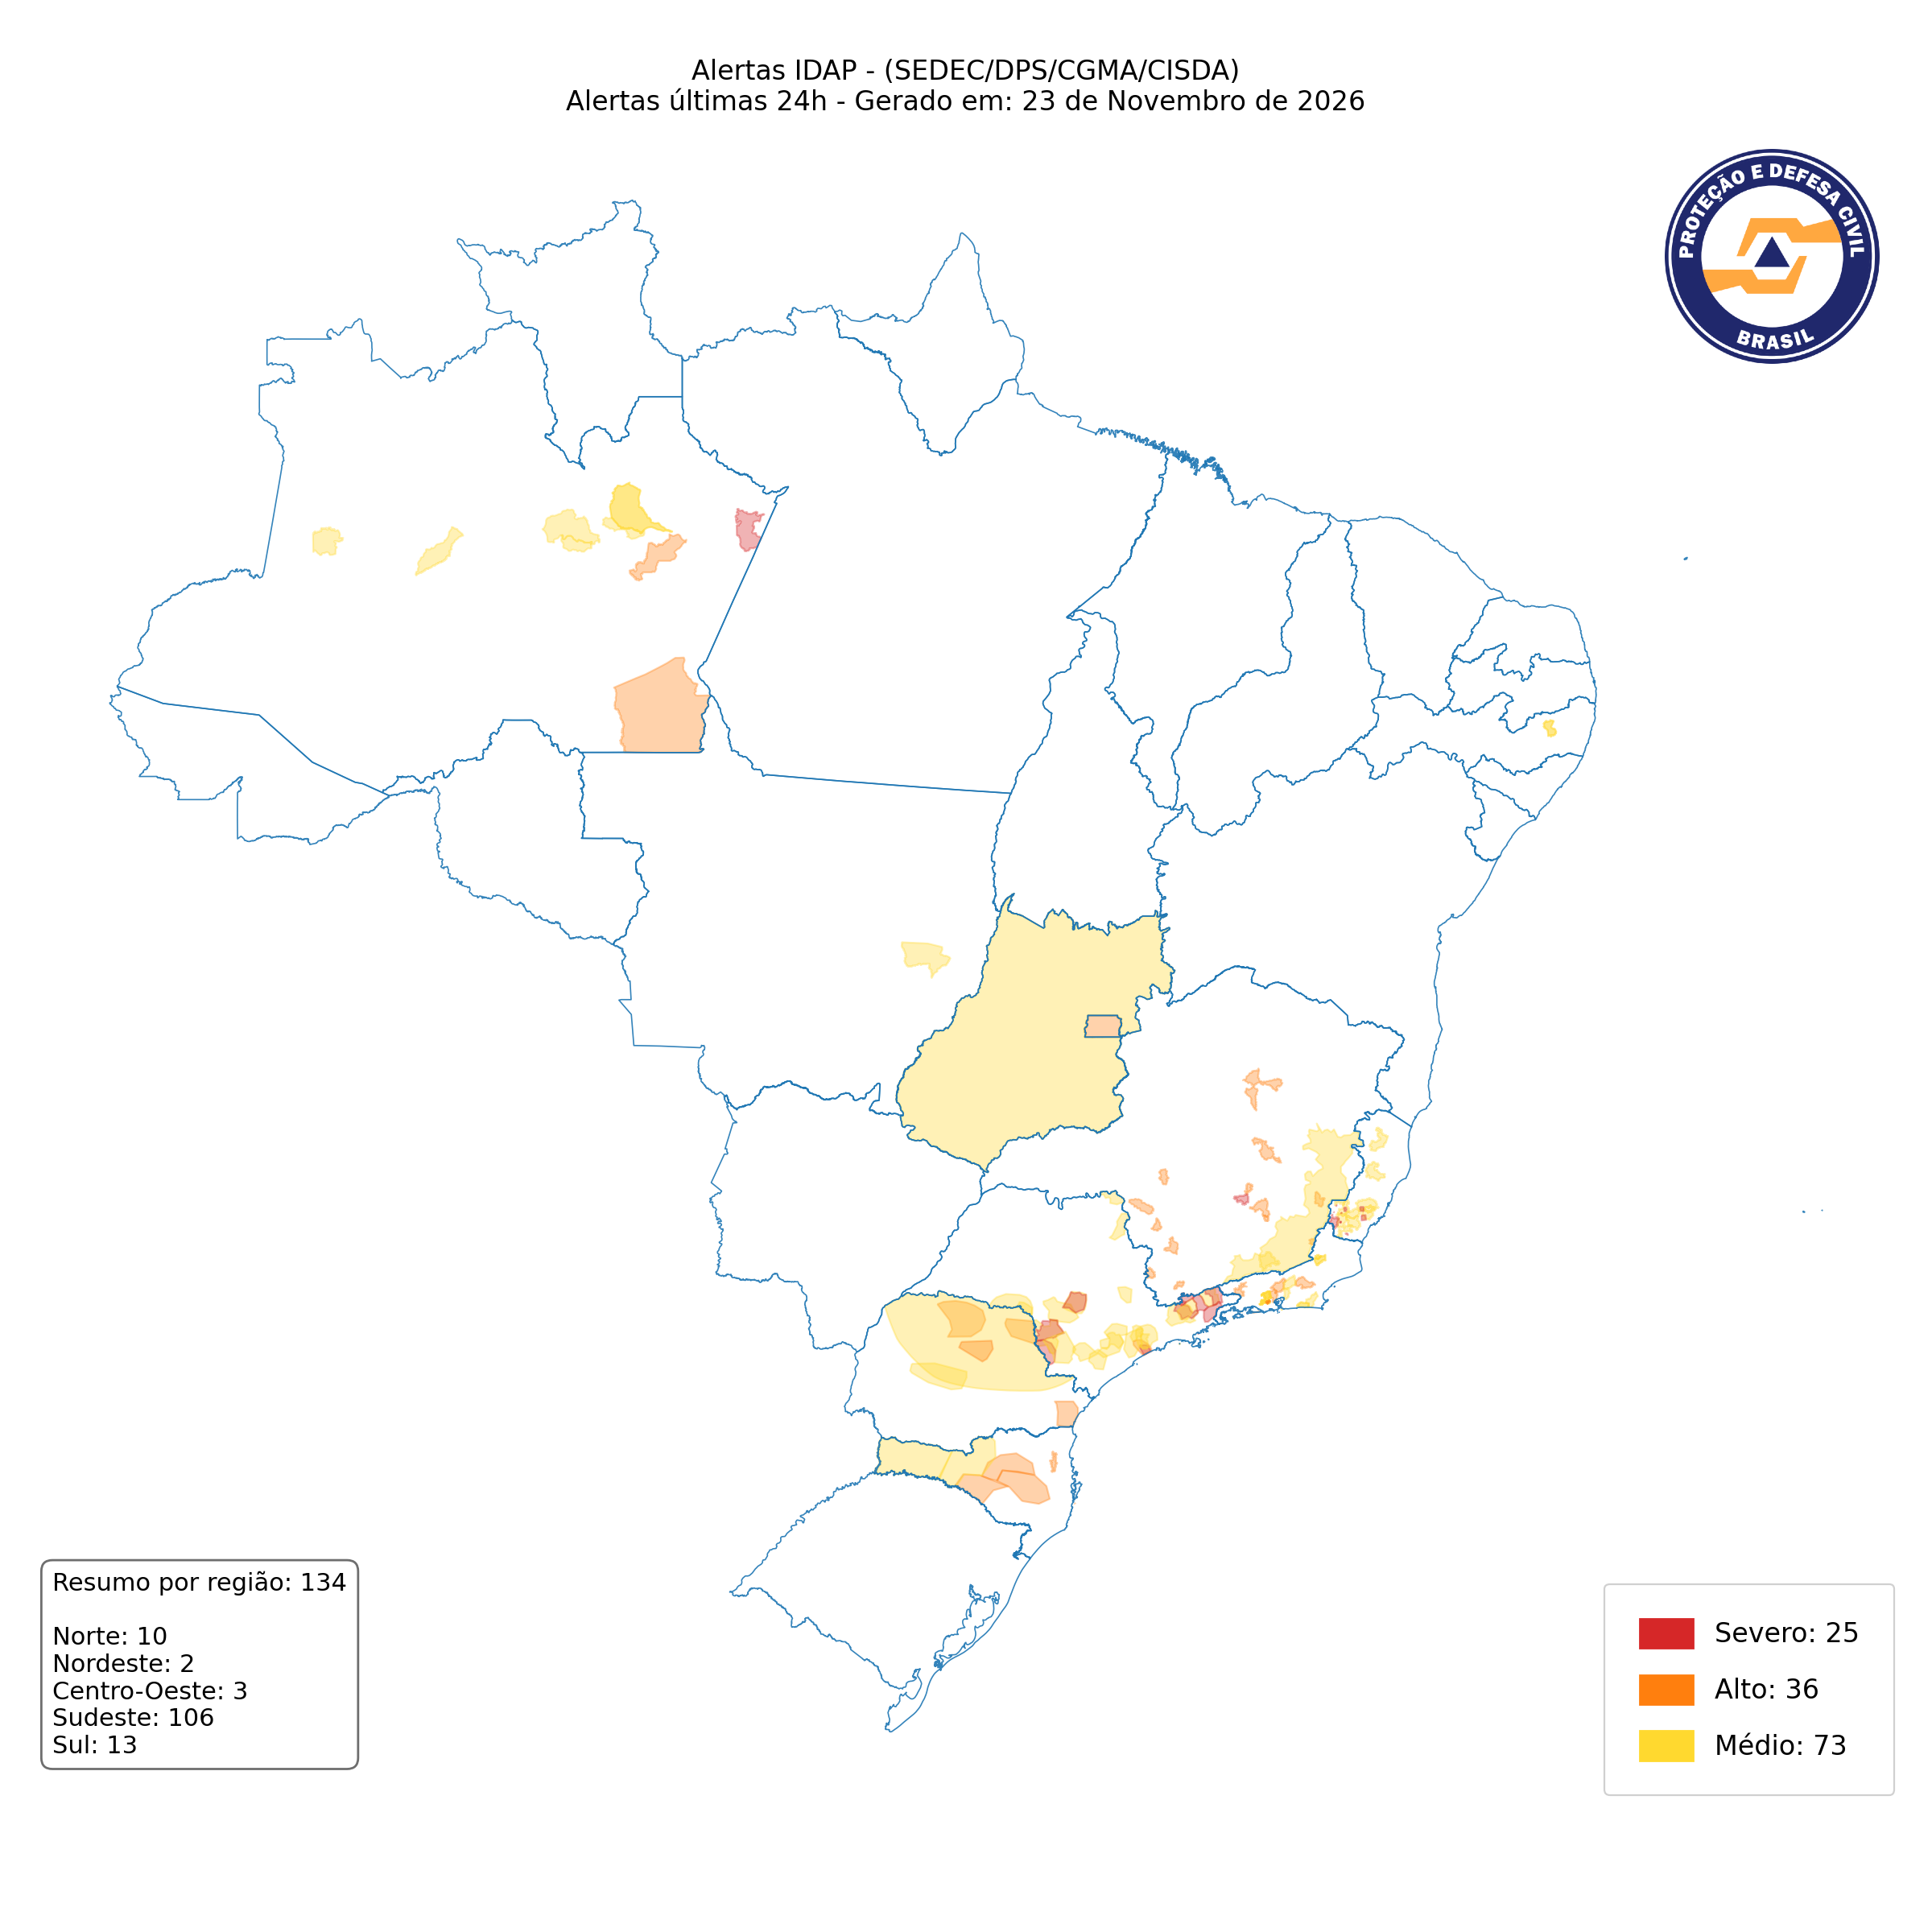 Alertas IDAP - (SEDEC/DPS/CGMA/CISDA)
Alertas últimas 24h - Gerado em: 23 de Novembro de 2026
PROTEÇÃO E DEFESA CIVIL
BRASIL
Resumo por região: 134
Norte: 10
Nordeste: 2
Centro-Oeste: 3
Sudeste: 106
Sul: 13
Severo: 25
Alto: 36
Médio: 73